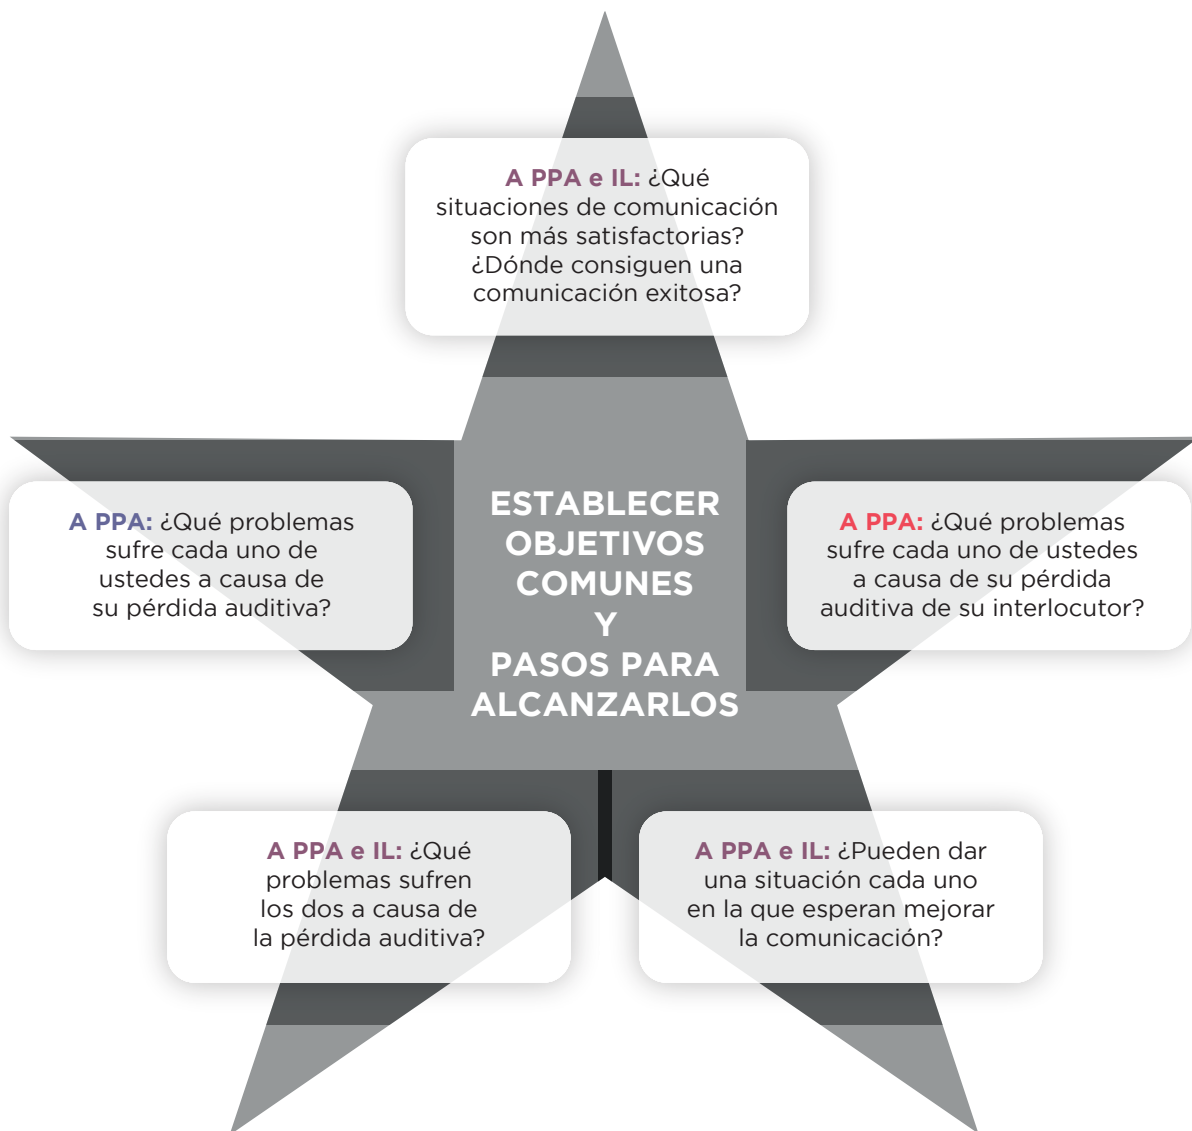 A PPA e IL: ¿Qué
situaciones de comunicación
son más satisfactorias?
¿Dónde consiguen una
comunicación exitosa?
A PPA: ¿Qué problemas
sufre cada uno de
ustedes a causa de
su pérdida auditiva?
ESTABLECER
OBJETIVOS
COMUNES
Y
PASOS PARA
ALCANZARLOS
A PPA: ¿Qué problemas
sufre cada uno de ustedes
a causa de su pérdida
auditiva de su interlocutor?
A PPA e IL: ¿Qué
problemas sufren
los dos a causa de
la pérdida auditiva?
A PPA e IL: ¿Pueden dar
una situación cada uno
en la que esperan mejorar
la comunicación?